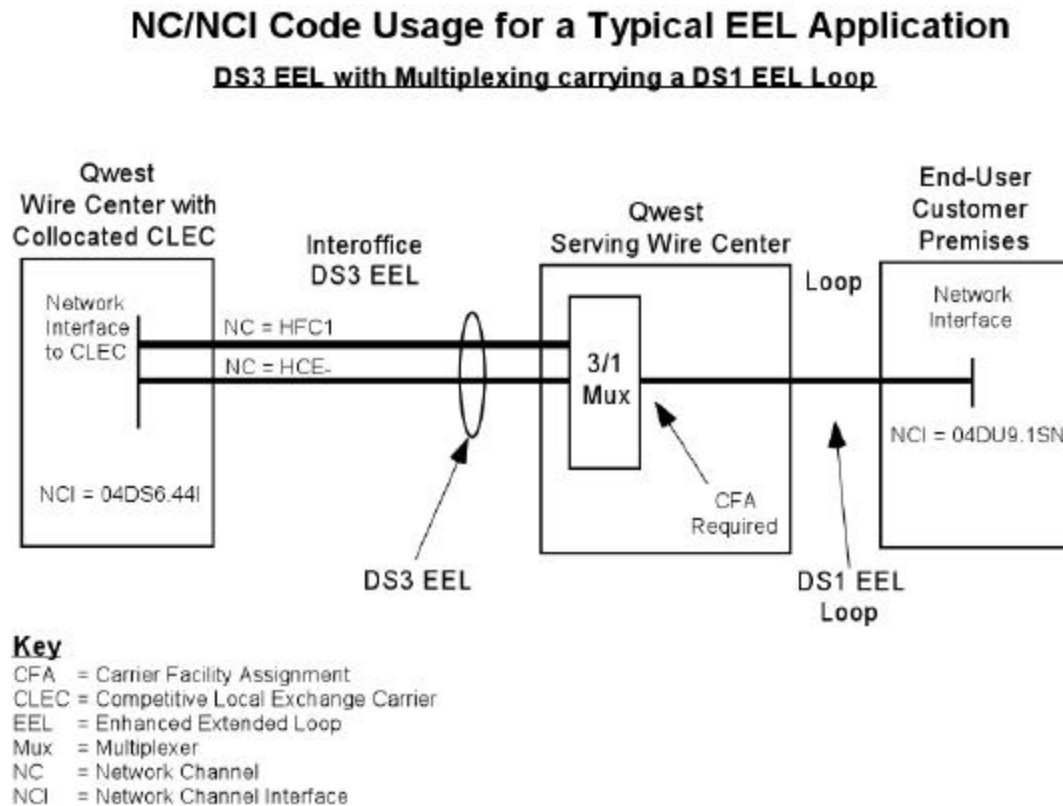 NC/NCI Code Usage for a Typical EEL Application
DS3 EEL with Multiplexing carrying a DS1 EEL Loop
Qwest
Wire Center with
Collocated CLEC
Interoffice
DS3 EEL
Qwest
Serving Wire Center
Loop
End-User
Customer
Premises
Network
Interface
to CLEC
NC = HFC1
NC = HCE-
3/1
Mux
Network
Interface
NCI = 04DS6.44I
NCI = 04DU9.1SN
CFA
Required
DS3 EEL
DS1 EEL
Loop
Key
CFA = Carrier Facility Assignment
CLEC = Competitive Local Exchange Carrier
EEL = Enhanced Extended Loop
Mux = Multiplexer
NC = Network Channel
NCI = Network Channel Interface